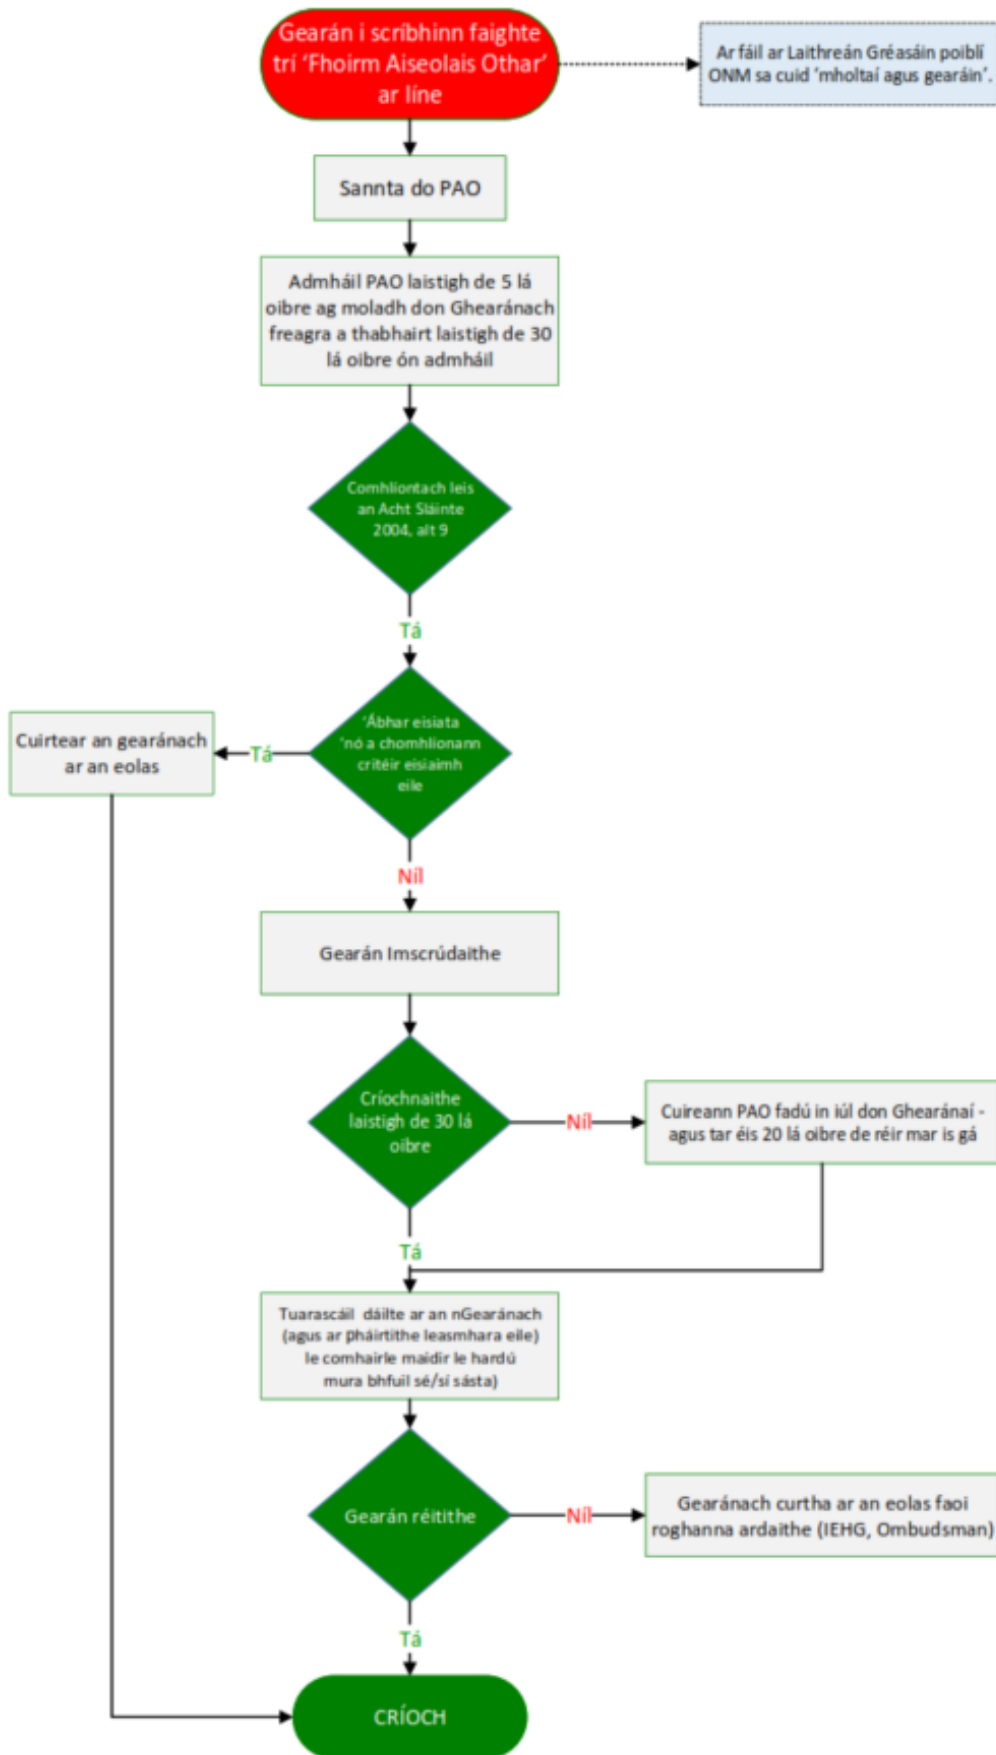 Gearán i scríbhinn faighte
trí ‘Fhoirm Aiseolais Othar’
ar líne
Ar fáil ar Laithreán Gréasáin poiblí
ONM sa cuid ‘mholtaí agus gearáin’.
Sannta do PAO
Admháil PAO laistigh de 5 lá
oibre ag moladh don Ghearánach
freagra a thabhairt laistigh de 30
lá oibre ón admháil
Comhlíontach leis
an Acht Sláinte
2004, alt 9
Tá
‘Ábhar eisiata
‘nó a chomhlíonann
critéir eisiaimh
eile
Tá
Cuirtear an gearánach
ar an eolas
Níl
Gearán Imscrúdaithe
Críochnaithe
laistigh de 30 lá
oibre
Níl
Cuireann PAO fadú in iúl don Ghearánaí -
agus tar éis 20 lá oibre de réir mar is gá
Tá
Tuarascáil dáilte ar an nGearánach
(agus ar pháirtithe leasmhara eile)
le comhairle maidir le hardú
mura bhfuil sé/sí sásta)
Gearán réitithe
Níl
Gearánach curtha ar an eolas faoi
roghanna ardaithe (IEHG, Ombudsman)
Tá
CRÍOCH